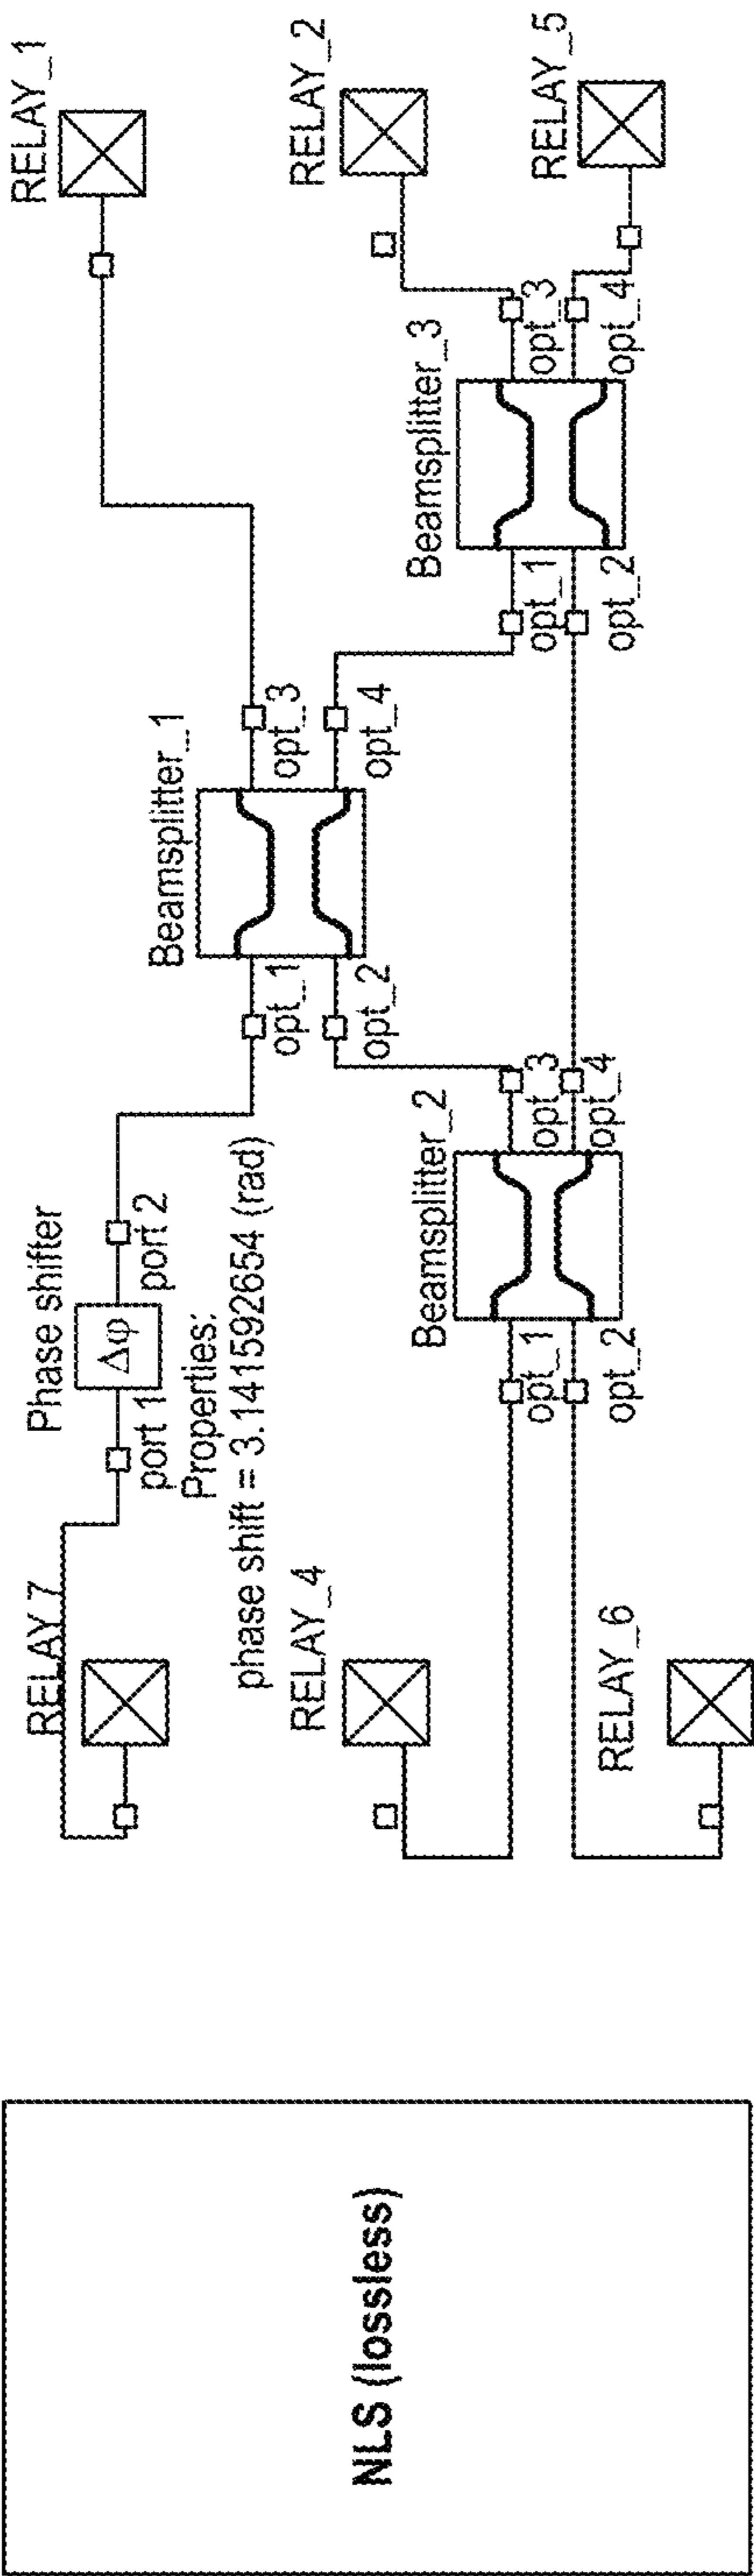 NLS (lossless)
RELAY_7
Phase shifter
Δφ
port 1
port 2
Properties:
phase shift = 3.141592654 (rad)
RELAY_4
RELAY_6
Beamsplitter_2
opt_1
opt_2
opt_3
opt_4
Beamsplitter_1
opt_1
opt_2
opt_3
opt_4
Beamsplitter_3
opt_1
opt_2
opt_3
opt_4
RELAY_1
RELAY_2
RELAY_5